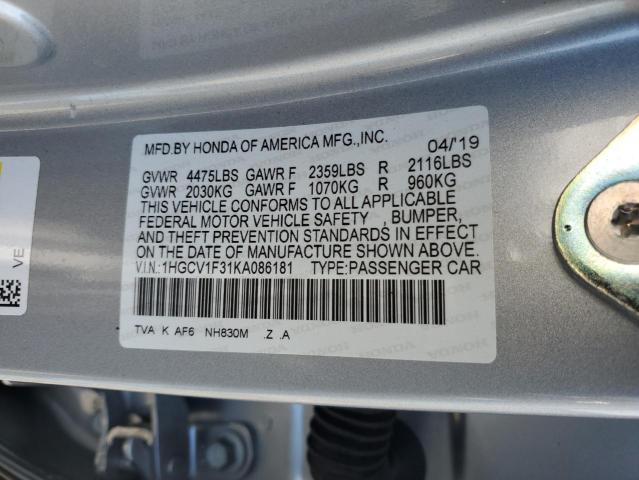 MFD.BY HONDA OF AMERICA MFG.,INC. 04/19
GVWR 4475LBS GAWR F 2359LBS R 2116LBS
GVWR 2030KG GAWR F 1070KG R 960KG
THIS VEHICLE CONFORMS TO ALL APPLICABLE
FEDERAL MOTOR VEHICLE SAFETY , BUMPER,
AND THEFT PREVENTION STANDARDS IN EFFECT
ON THE DATE OF MANUFACTURE SHOWN ABOVE.
V.I.N.:1HGCV1F31KA086181 TYPE:PASSENGER CAR
TVA K AF6 NH830M .Z .A
VE